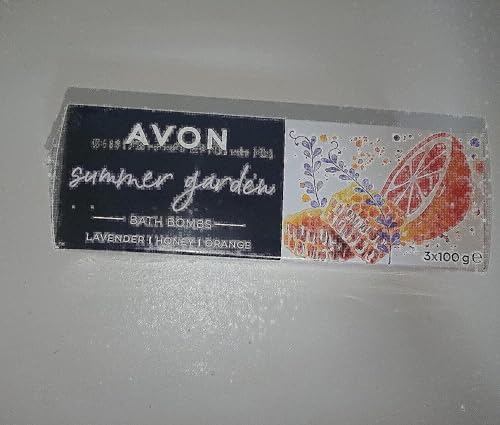 AVON
summer garden
BATH BOMBS
LAVENDER | HONEY | ORANGE
3x100 g e